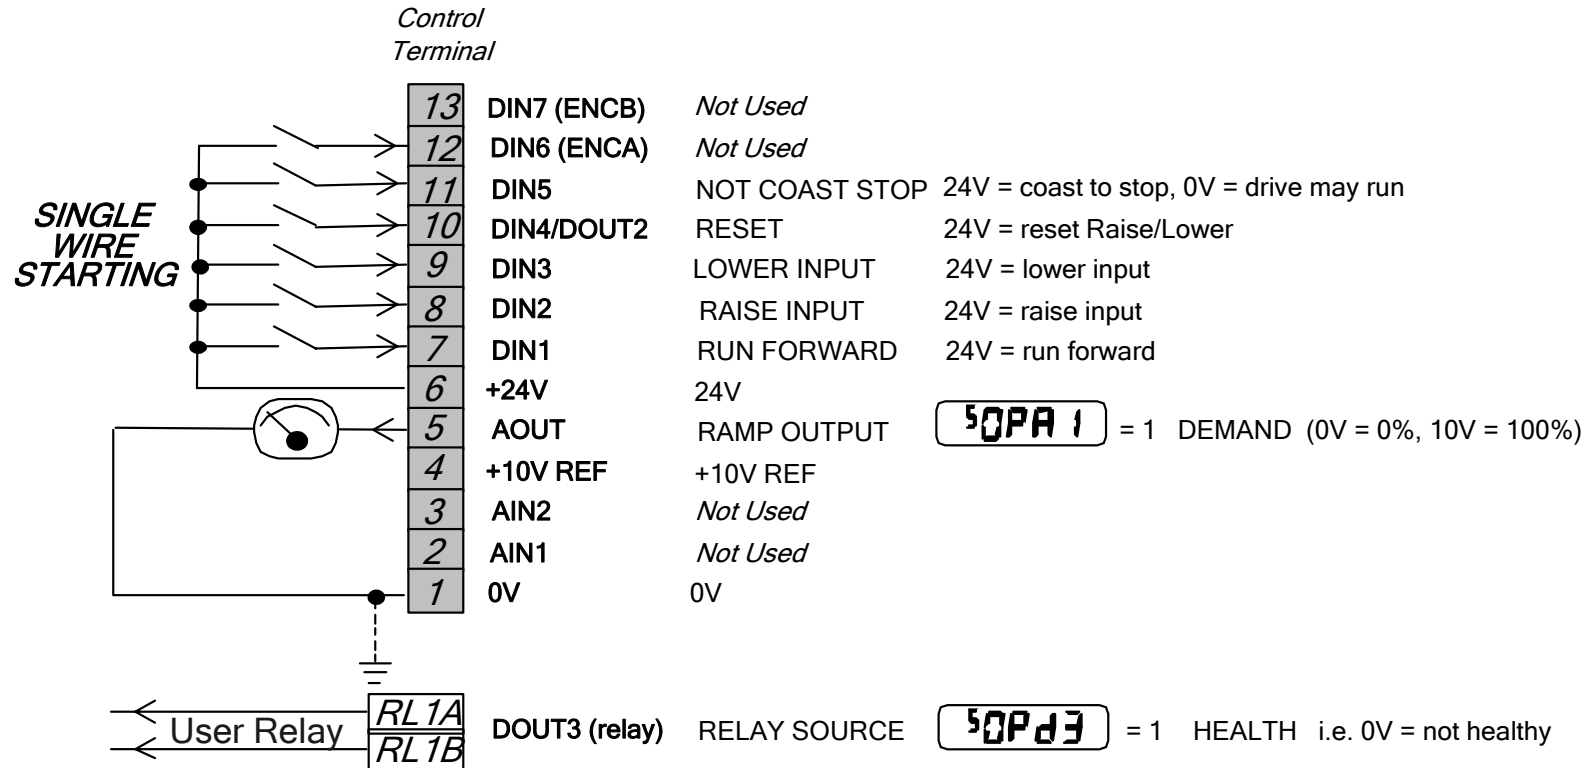 Control
Terminal
13 DIN7 (ENCB) Not Used
12 DIN6 (ENCA) Not Used
11 DIN5 NOT COAST STOP 24V = coast to stop, 0V = drive may run
SINGLE
WIRE
STARTING
10 DIN4/DOUT2 RESET 24V = reset Raise/Lower
9 DIN3 LOWER INPUT 24V = lower input
8 DIN2 RAISE INPUT 24V = raise input
7 DIN1 RUN FORWARD 24V = run forward
6 +24V 24V
5 AOUT RAMP OUTPUT SOPA1 = 1 DEMAND (0V = 0%, 10V = 100%)
4 +10V REF +10V REF
3 AIN2 Not Used
2 AIN1 Not Used
1 0V 0V
User Relay
RL1A
RL1B
DOUT3 (relay) RELAY SOURCE SOPd3 = 1 HEALTH i.e. 0V = not healthy